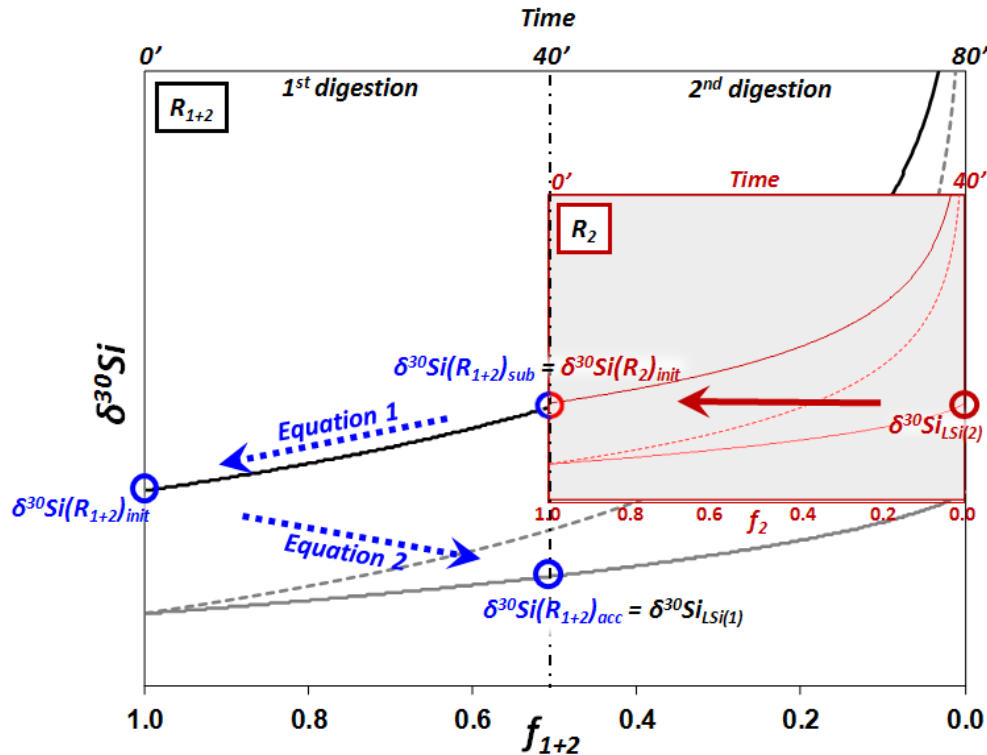 Time
0’ 40’ 80’
R1+2 1st digestion 2nd digestion
0’ Time 40’
R2
δ30Si
δ30Si(R1+2)sub = δ30Si(R2)init
Equation 1
δ30SiLSi(2)
δ30Si(R1+2)init
1.0 0.8 0.6 0.4 0.2 0.0
f2
Equation 2
δ30Si(R1+2)acc = δ30SiLSi(1)
1.0 0.8 0.6 0.4 0.2 0.0
f1+2